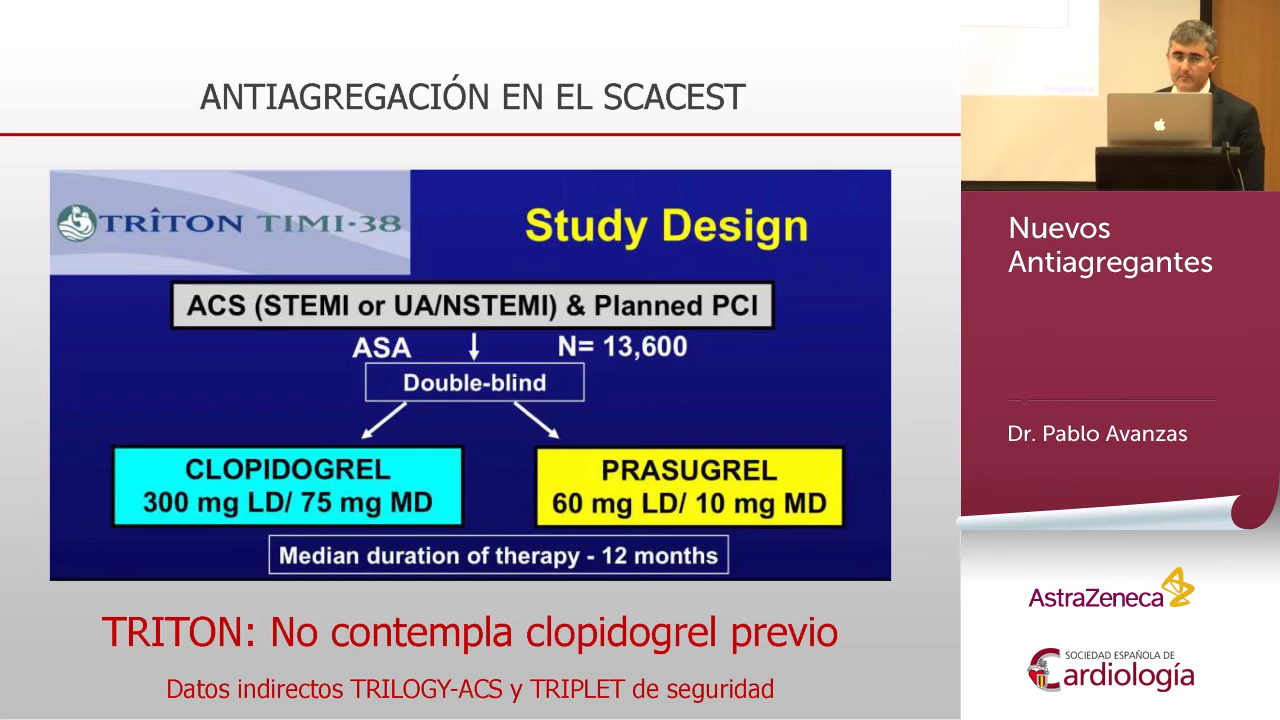 ANTIAGREGACIÓN EN EL SCACEST
TRITON TIMI-38
Study Design
ACS (STEMI or UA/NSTEMI) & Planned PCI
ASA
N= 13,600
Double-blind
CLOPIDOGREL
300 mg LD/ 75 mg MD
PRASUGREL
60 mg LD/ 10 mg MD
Median duration of therapy - 12 months
TRITON: No contempla clopidogrel previo
Datos indirectos TRILOGY-ACS y TRIPLET de seguridad
Nuevos
Antiagregantes
Dr. Pablo Avanzas
AstraZeneca
SOCIEDAD ESPAÑOLA DE
Cardiología